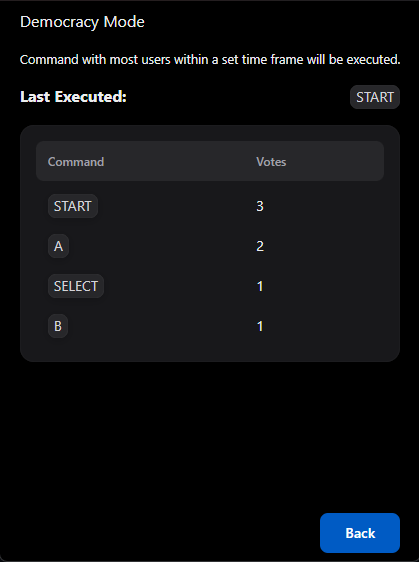 Democracy Mode
Command with most users within a set time frame will be executed.
Last Executed: START
Command Votes
START 3
A 2
SELECT 1
B 1
Back